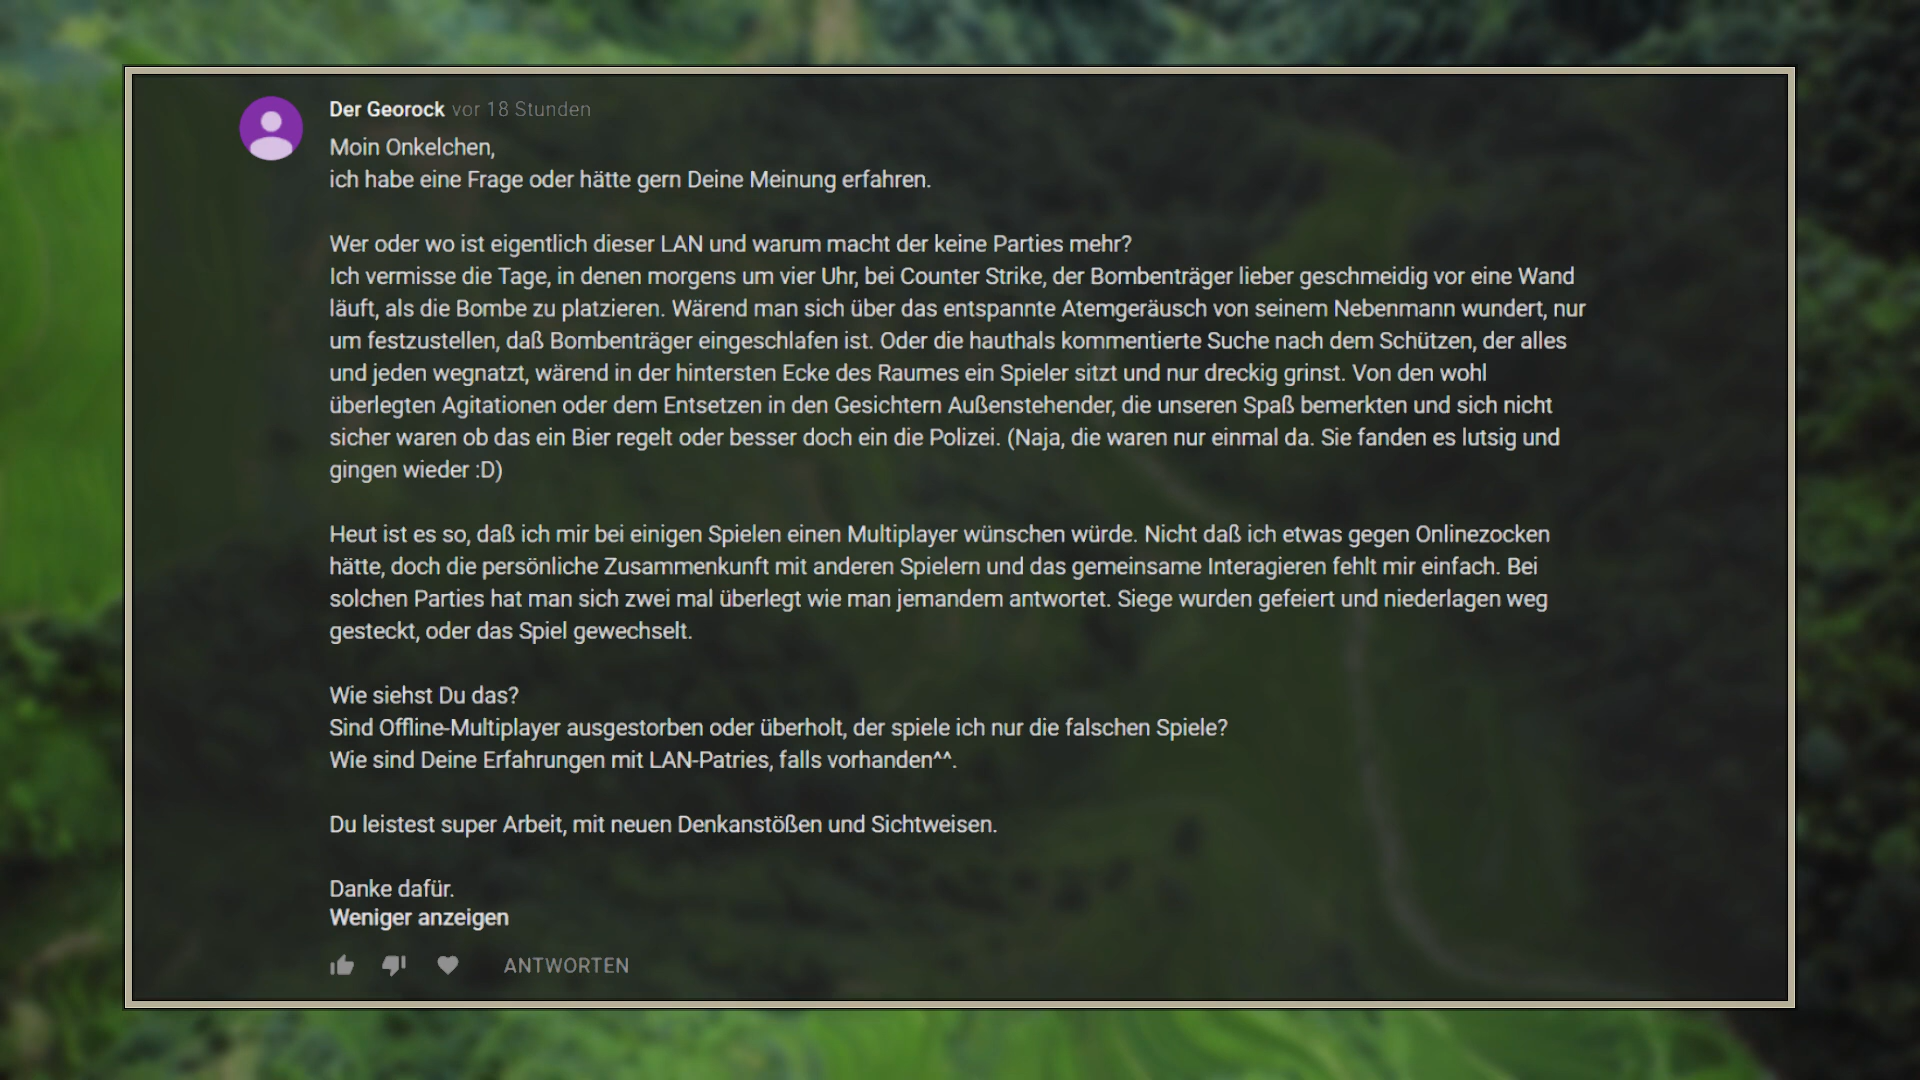 Der Georock vor 18 Stunden
Moin Onkelchen,
ich habe eine Frage oder hätte gern Deine Meinung erfahren.
Wer oder wo ist eigentlich dieser LAN und warum macht der keine Parties mehr?
Ich vermisse die Tage, in denen morgens um vier Uhr, bei Counter Strike, der Bombenträger lieber geschmeidig vor eine Wand
läuft, als die Bombe zu platzieren. Wärend man sich über das entspannte Atemgeräusch von seinem Nebenmann wundert, nur
um festzustellen, daß Bombenträger eingeschlafen ist. Oder die hauthals kommentierte Suche nach dem Schützen, der alles
und jeden wegnatzt, wärend in der hintersten Ecke des Raumes ein Spieler sitzt und nur dreckig grinst. Von den wohl
überlegten Agitationen oder dem Entsetzen in den Gesichtern Außenstehender, die unseren Spaß bemerkten und sich nicht
sicher waren ob das ein Bier regelt oder besser doch ein die Polizei. (Naja, die waren nur einmal da. Sie fanden es lutsig und
gingen wieder :D)
Heut ist es so, daß ich mir bei einigen Spielen einen Multiplayer wünschen würde. Nicht daß ich etwas gegen Onlinezocken
hätte, doch die persönliche Zusammenkunft mit anderen Spielern und das gemeinsame Interagieren fehlt mir einfach. Bei
solchen Parties hat man sich zwei mal überlegt wie man jemandem antwortet. Siege wurden gefeiert und niederlagen weg
gesteckt, oder das Spiel gewechselt.
Wie siehst Du das?
Sind Offline-Multiplayer ausgestorben oder überholt, der spiele ich nur die falschen Spiele?
Wie sind Deine Erfahrungen mit LAN-Patries, falls vorhanden^^.
Du leistest super Arbeit, mit neuen Denkanstößen und Sichtweisen.
Danke dafür.
Weniger anzeigen
ANTWORTEN